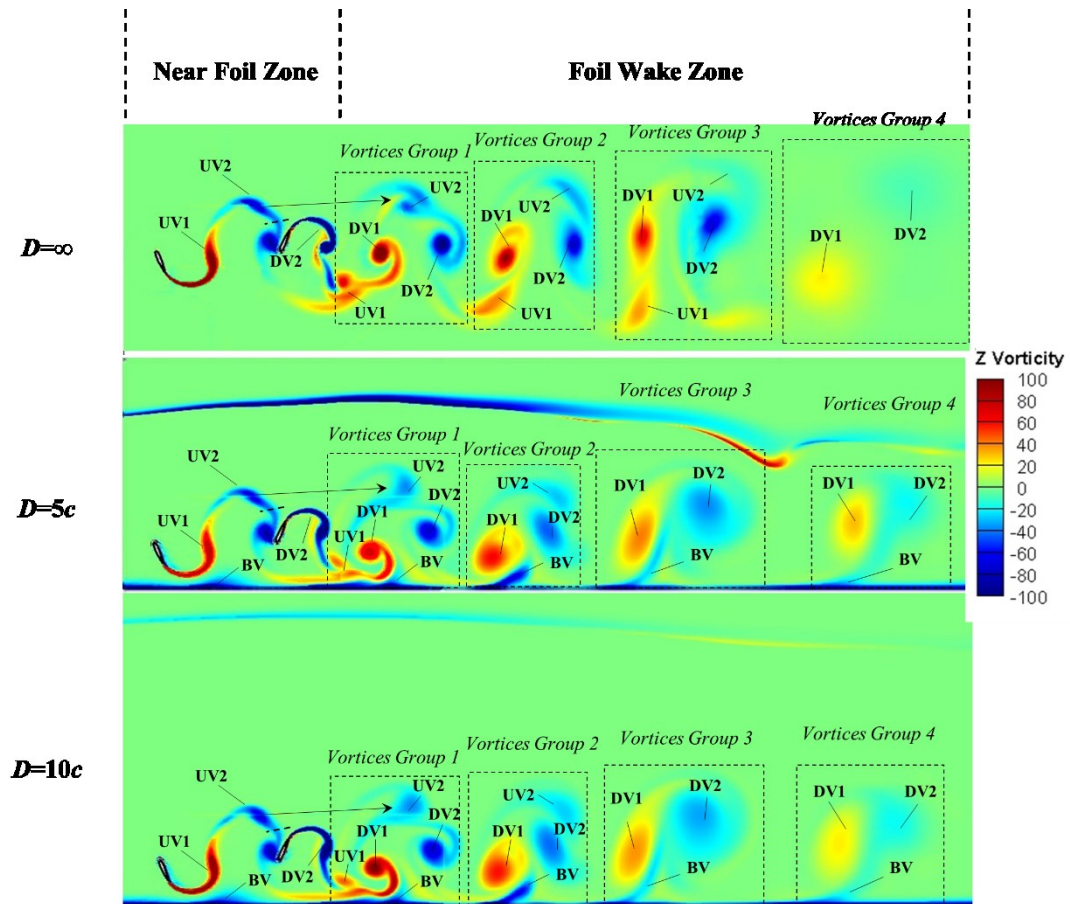 Near Foil Zone
Foil Wake Zone
D=∞
Vortices Group 1
Vortices Group 2
Vortices Group 3
Vortices Group 4
UV2
UV1
DV2
UV2
DV1
DV2
UV1
UV2
DV1
DV2
UV1
DV1
UV2
DV2
UV1
DV1
DV2
Z Vorticity
100
80
60
40
20
0
-20
-40
-60
-80
-100
D=5c
Vortices Group 1
Vortices Group 2
Vortices Group 3
Vortices Group 4
UV2
UV1
DV2
BV
UV2
DV2
DV1
UV1
BV
UV2
DV1
DV2
BV
DV1
DV2
BV
DV1
DV2
BV
D=10c
Vortices Group 1
Vortices Group 2
Vortices Group 3
Vortices Group 4
UV2
UV1
BV
DV2
UV2
DV2
DV1
UV1
BV
UV2
DV1
DV2
BV
DV1
DV2
BV
DV1
DV2
BV